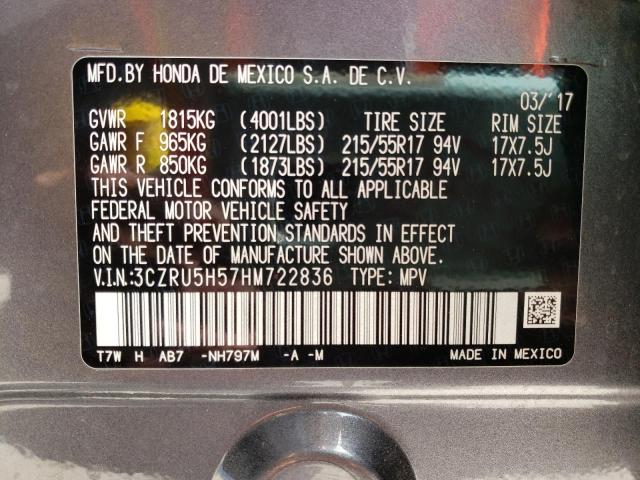 MFD.BY HONDA DE MEXICO S.A. DE C.V.
03/'17
GVWR 1815KG (4001LBS) TIRE SIZE RIM SIZE
GAWR F 965KG (2127LBS) 215/55R17 94V 17X7.5J
GAWR R 850KG (1873LBS) 215/55R17 94V 17X7.5J
THIS VEHICLE CONFORMS TO ALL APPLICABLE
FEDERAL MOTOR VEHICLE SAFETY
AND THEFT PREVENTION STANDARDS IN EFFECT
ON THE DATE OF MANUFACTURE SHOWN ABOVE.
V.I.N.:3CZRU5H57HM722836 TYPE: MPV
T7W H AB7 -NH797M -A -M MADE IN MEXICO